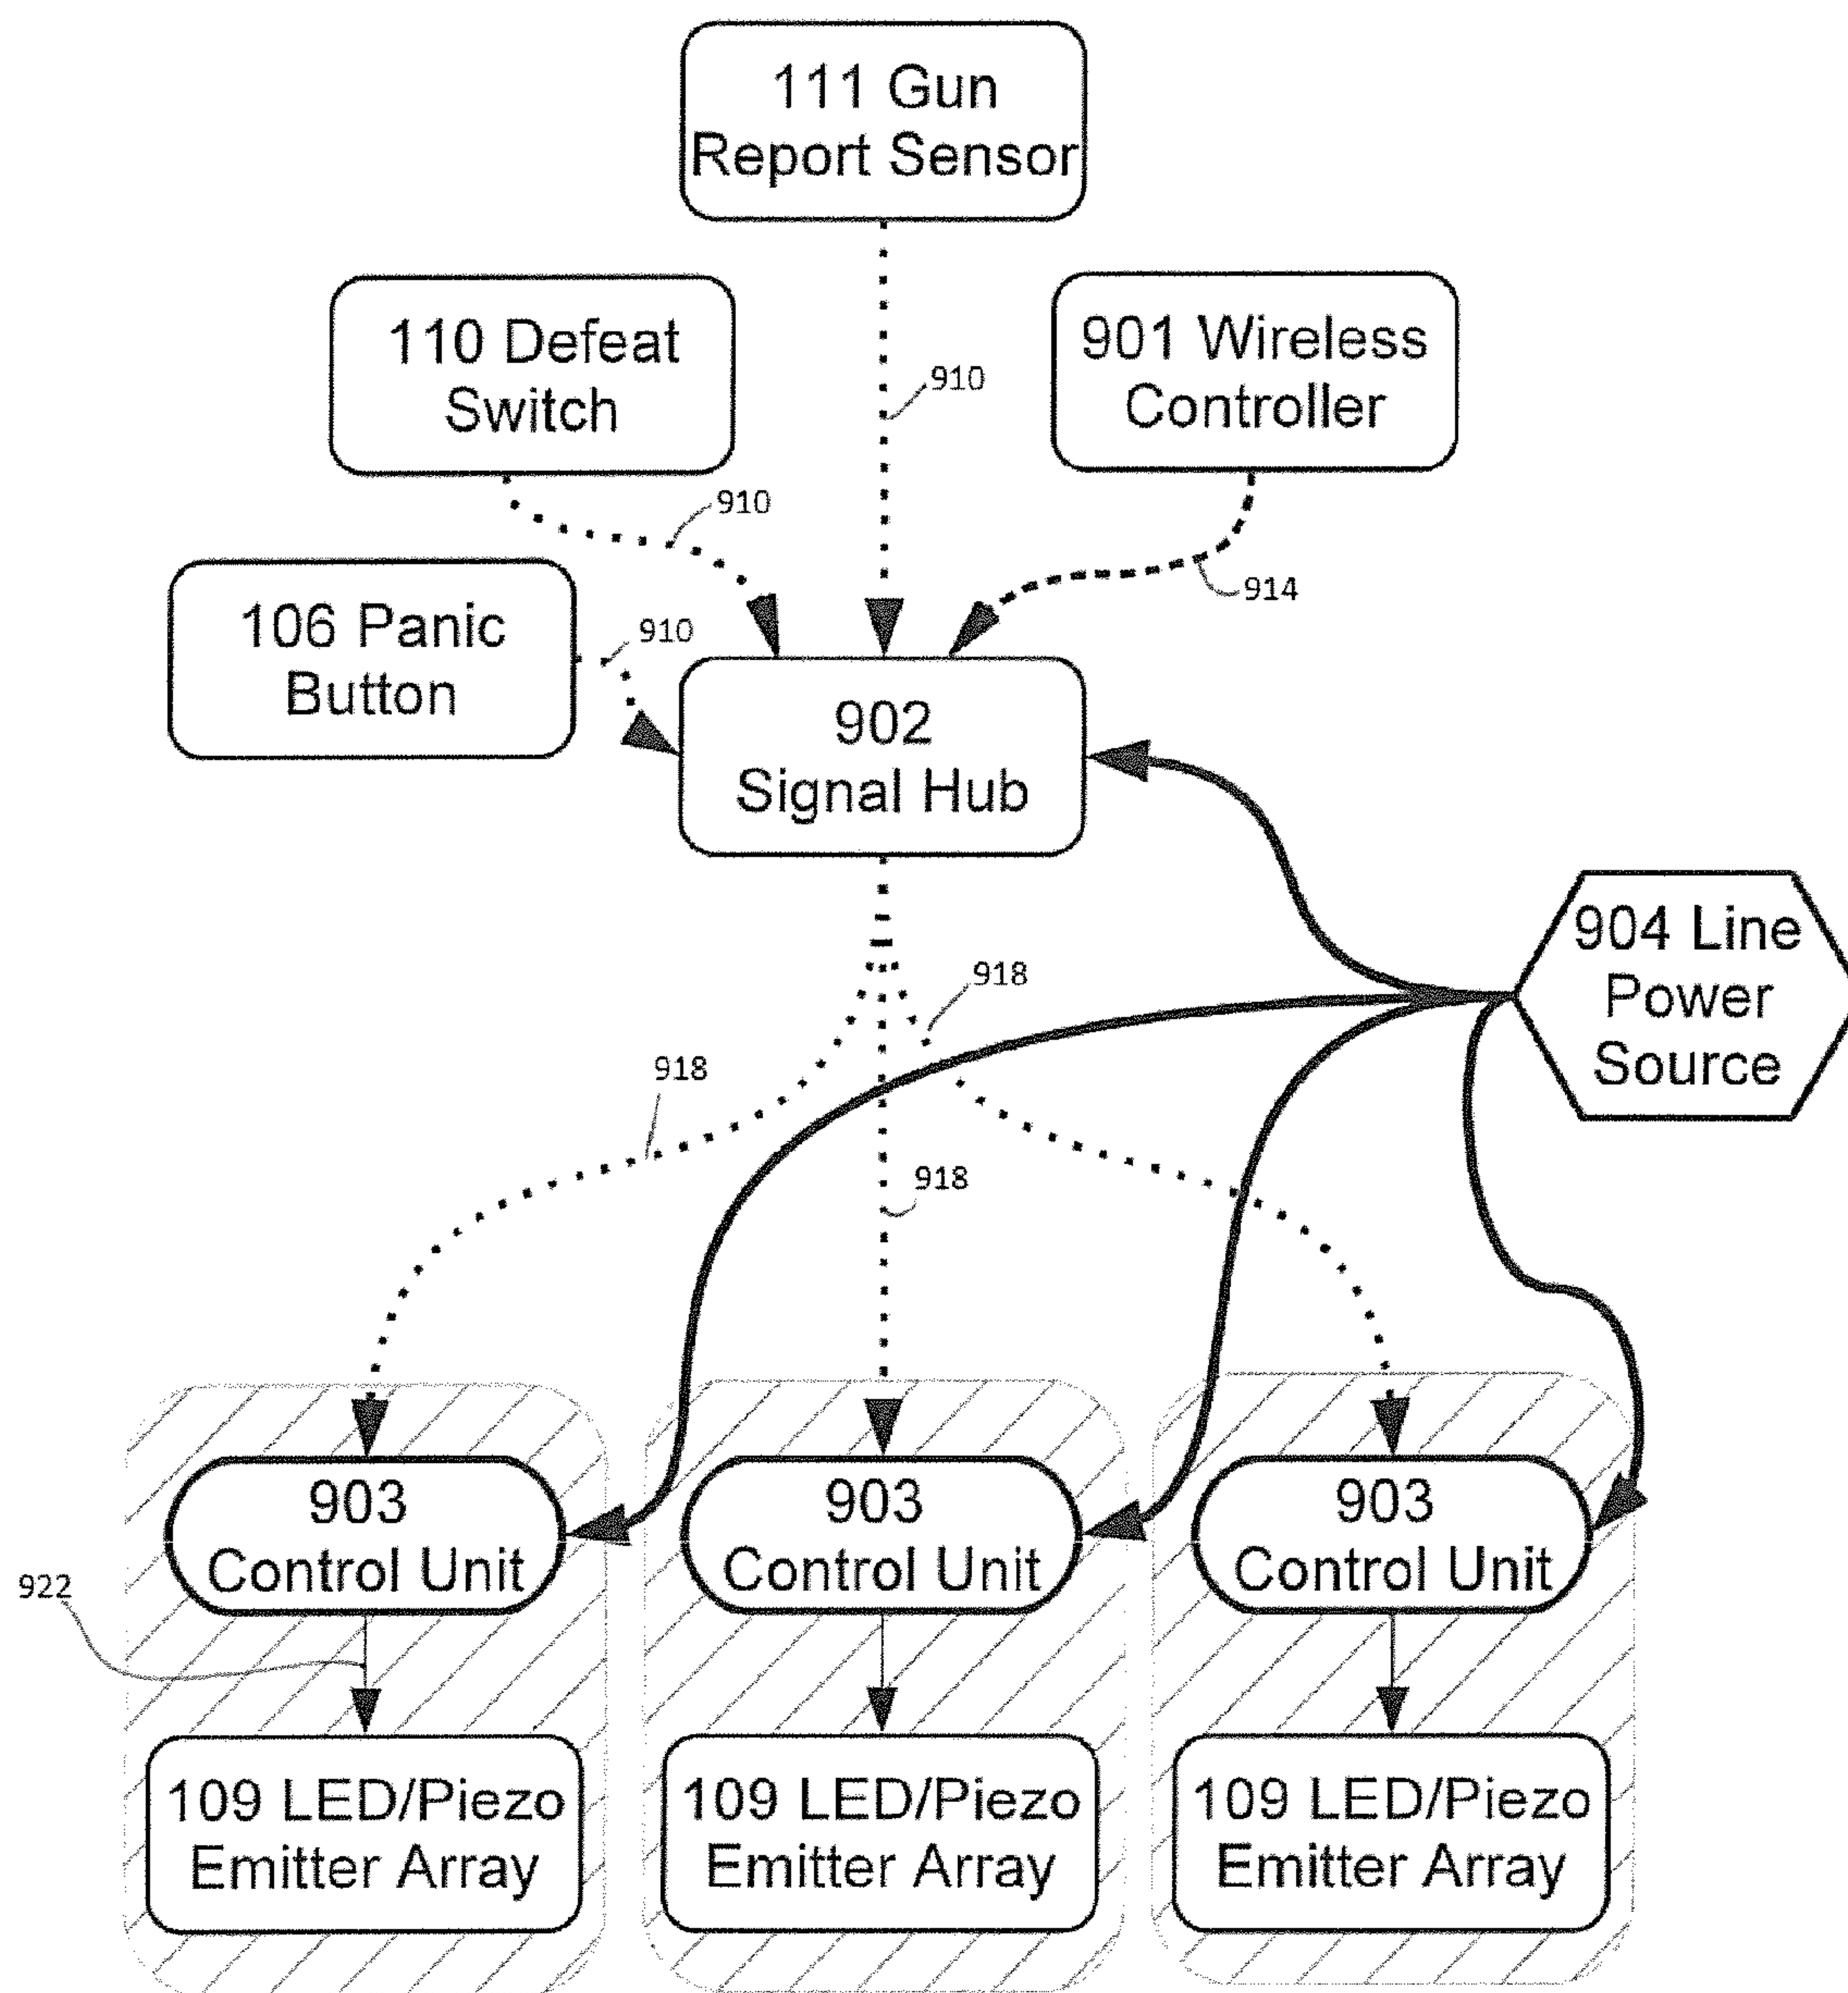 111 Gun
Report Sensor
110 Defeat
Switch
901 Wireless
Controller
910
910
914
106 Panic
Button
910
902
Signal Hub
904 Line
Power
Source
918
918
918
903
Control Unit
903
Control Unit
903
Control Unit
922
109 LED/Piezo
Emitter Array
109 LED/Piezo
Emitter Array
109 LED/Piezo
Emitter Array